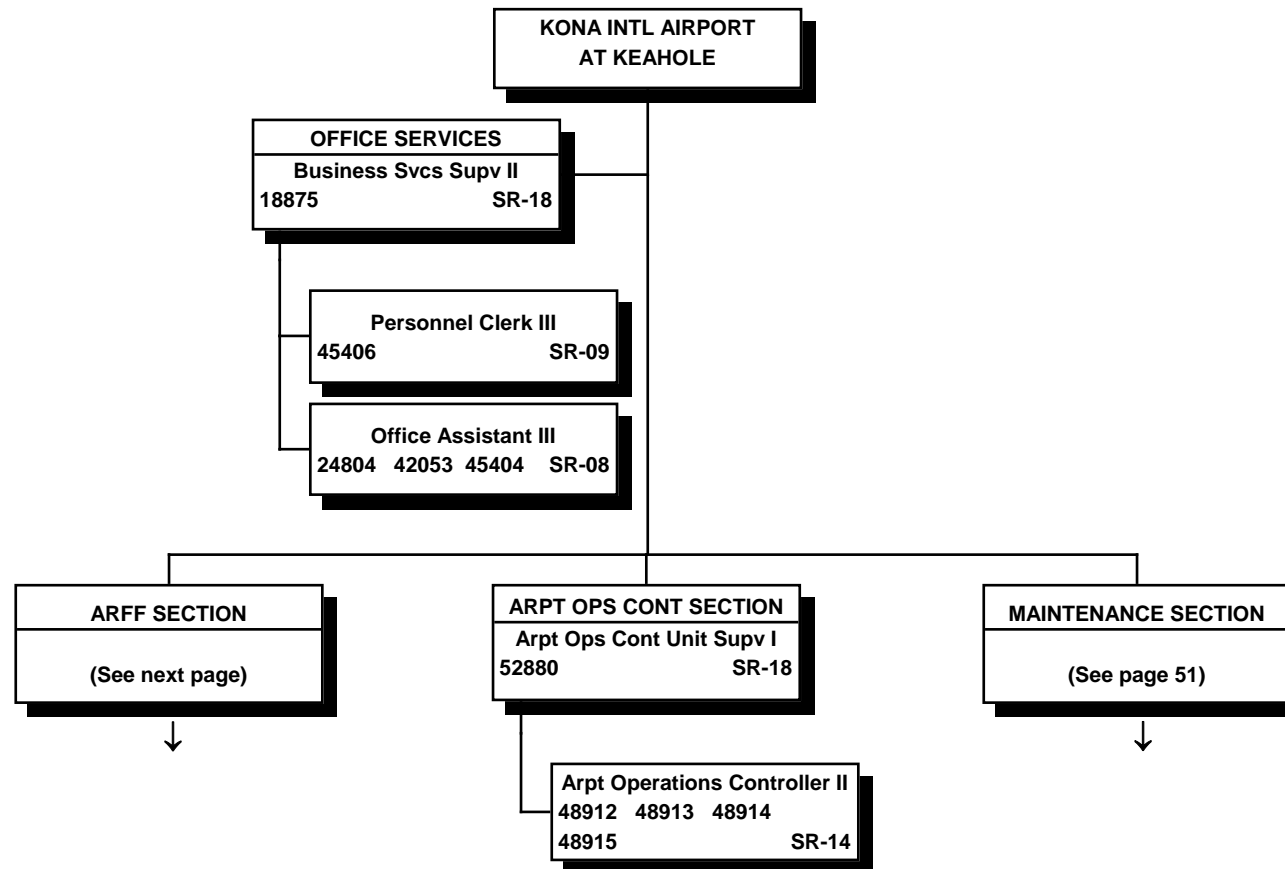 KONA INTL AIRPORT
AT KEAHOLE
OFFICE SERVICES
Business Svcs Supv II
18875 SR-18
Personnel Clerk III
45406 SR-09
Office Assistant III
24804 42053 45404 SR-08
ARFF SECTION
(See next page)
↓
ARPT OPS CONT SECTION
Arpt Ops Cont Unit Supv I
52880 SR-18
Arpt Operations Controller II
48912 48913 48914
48915 SR-14
MAINTENANCE SECTION
(See page 51)
↓